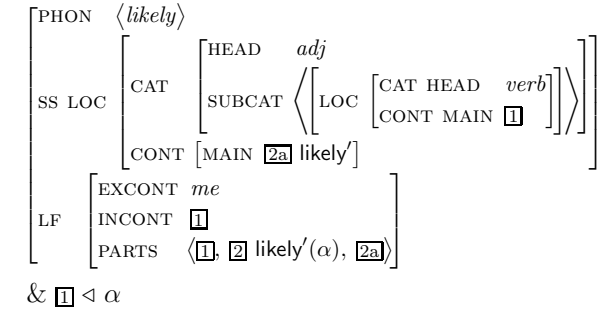 PHON ⟨likely⟩
HEAD adj
CAT
SUBCAT ⟨[LOC [CAT HEAD verb
SS LOC
CONT MAIN 1]]⟩
CONT [MAIN 2a likely′]
EXCONT me
LF INCONT 1
PARTS ⟨1, 2 likely′(α), 2a⟩
& 1 ◁ α